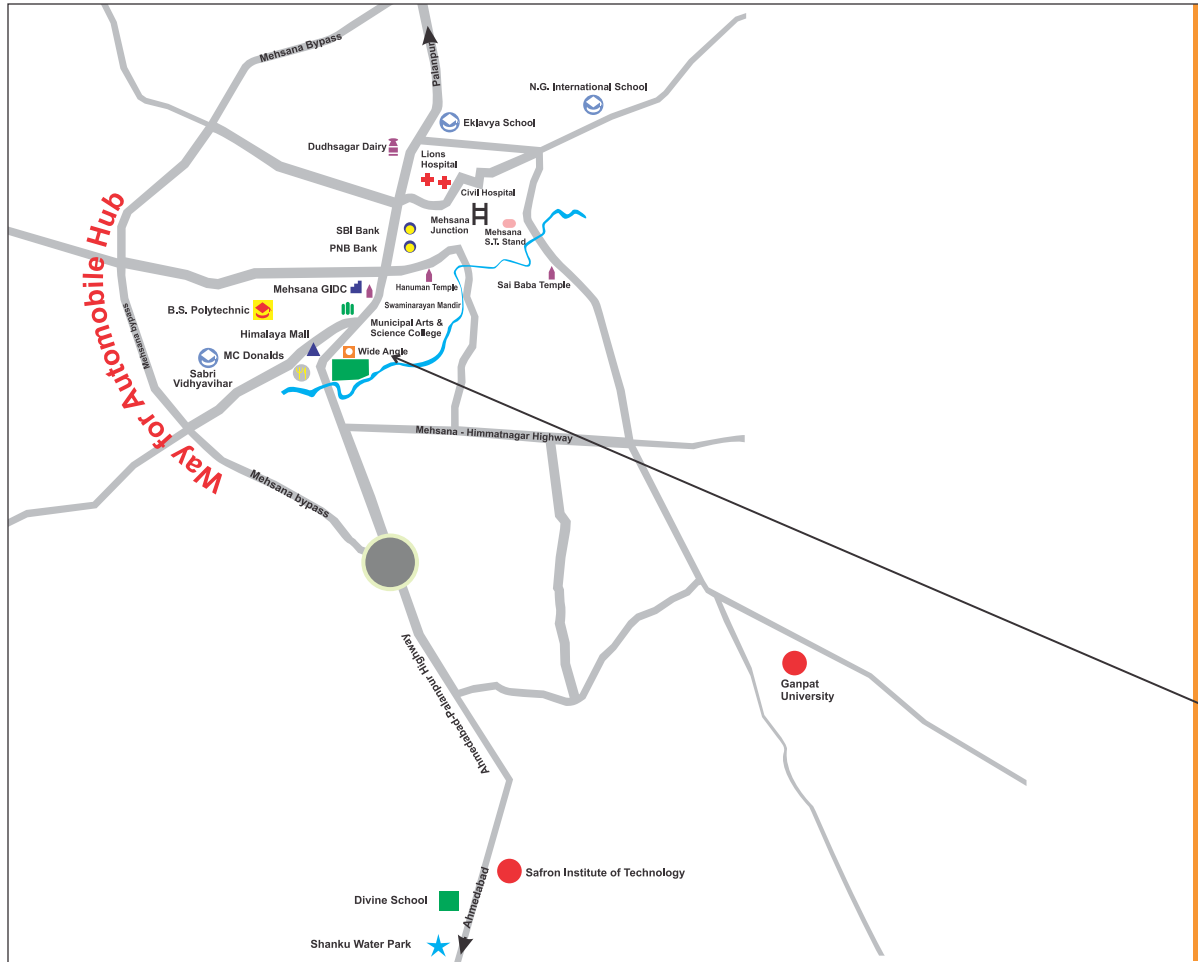 Mehsana Bypass
Palanpur
N.G. International School
Eklavya School
Dudhsagar Dairy
Lions
Hospital
Civil Hospital
Mehsana
Junction
Mehsana
S.T. Stand
SBI Bank
PNB Bank
Way for Automobile Hub
Mehsana GIDC
Hanuman Temple
Sai Baba Temple
B.S. Polytechnic
Swaminarayan Mandir
Mehsana bypass
Himalaya Mall
Municipal Arts &
Science College
MC Donalds
Wide Angle
Sabri
Vidhyavihar
Mehsana - Himmatnagar Highway
Mehsana bypass
Ahmedabad-Palanpur Highway
Ganpat
University
Safron Institute of Technology
Divine School
Ahmedabad
Shanku Water Park